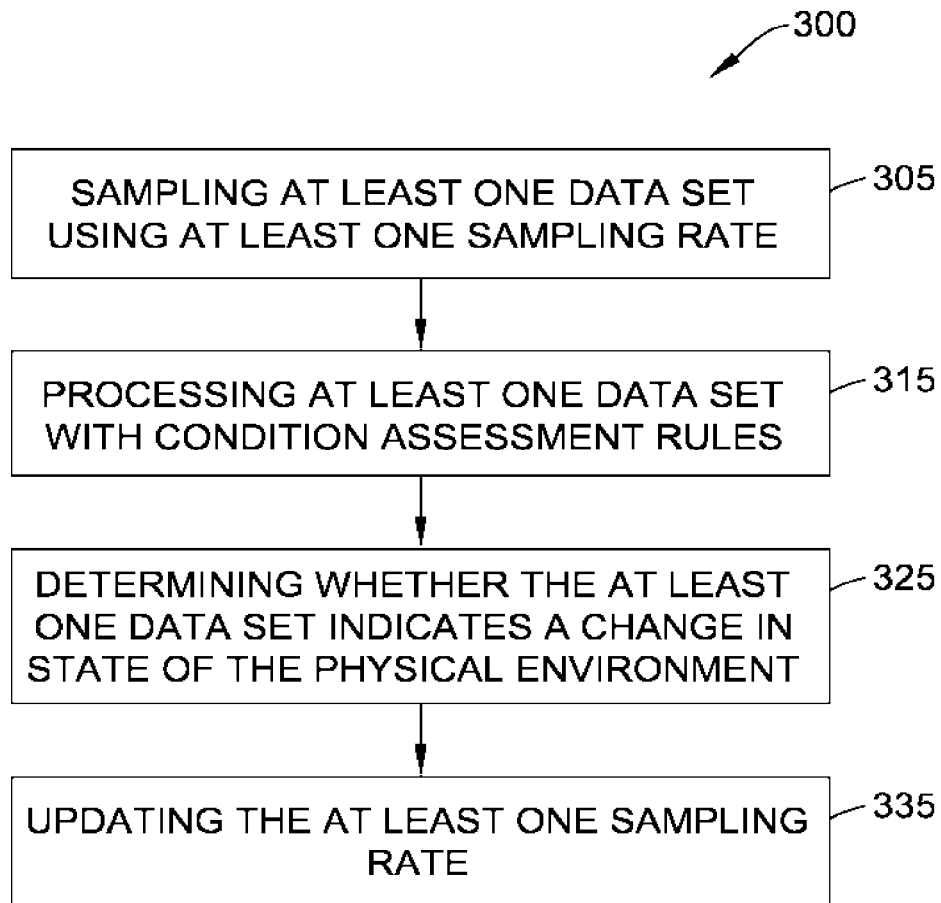 300
SAMPLING AT LEAST ONE DATA SET
USING AT LEAST ONE SAMPLING RATE
305
PROCESSING AT LEAST ONE DATA SET
WITH CONDITION ASSESSMENT RULES
315
DETERMINING WHETHER THE AT LEAST
ONE DATA SET INDICATES A CHANGE IN
STATE OF THE PHYSICAL ENVIRONMENT
325
UPDATING THE AT LEAST ONE SAMPLING
RATE
335